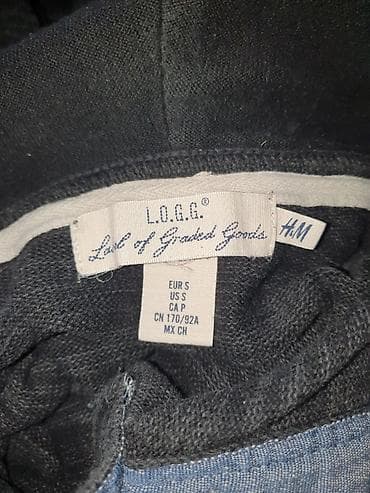 L.O.G.G.®
Label of Graded Goods
H&M
EUR S
US S
CA P
CN 170/92A
MX CH